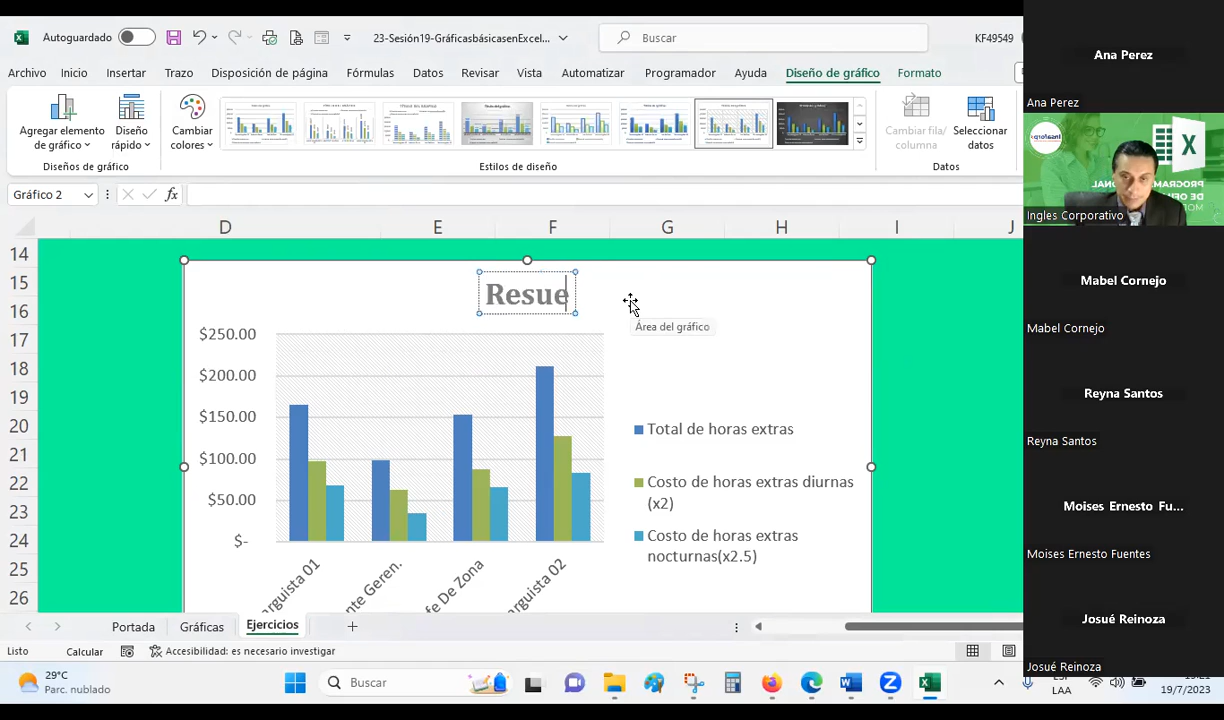 Autoguardado
23-Sesión19-GráficasbásicasenExcel...
Buscar
KF49549
Archivo Inicio Insertar Trazo Disposición de página Fórmulas Datos Revisar Vista Automatizar Programador Ayuda Diseño de gráfico Formato
Agregar elemento de gráfico
Diseño rápido
Cambiar colores
Cambiar fila/ columna
Seleccionar datos
Diseños de gráfico
Estilos de diseño
Datos
Gráfico 2
fx
D E F G H I J
14
15
16
17
18
19
20
21
22
23
24
25
26
Resue
Área del gráfico
$250.00
$200.00
$150.00
$100.00
$50.00
$-
arguista 01
nte Geren.
fe De Zona
arguista 02
Total de horas extras
Costo de horas extras diurnas
(x2)
Costo de horas extras
nocturnas(x2.5)
Portada Gráficas Ejercicios
Listo Calcular Accesibilidad: es necesario investigar
29°C
Parc. nublado
Buscar
ESP
LAA
19/7/2023
Ana Perez
Ana Perez
Ingles Corporativo
Mabel Cornejo
Mabel Cornejo
Reyna Santos
Reyna Santos
Moises Ernesto Fu...
Moises Ernesto Fuentes
Josué Reinoza
Josué Reinoza